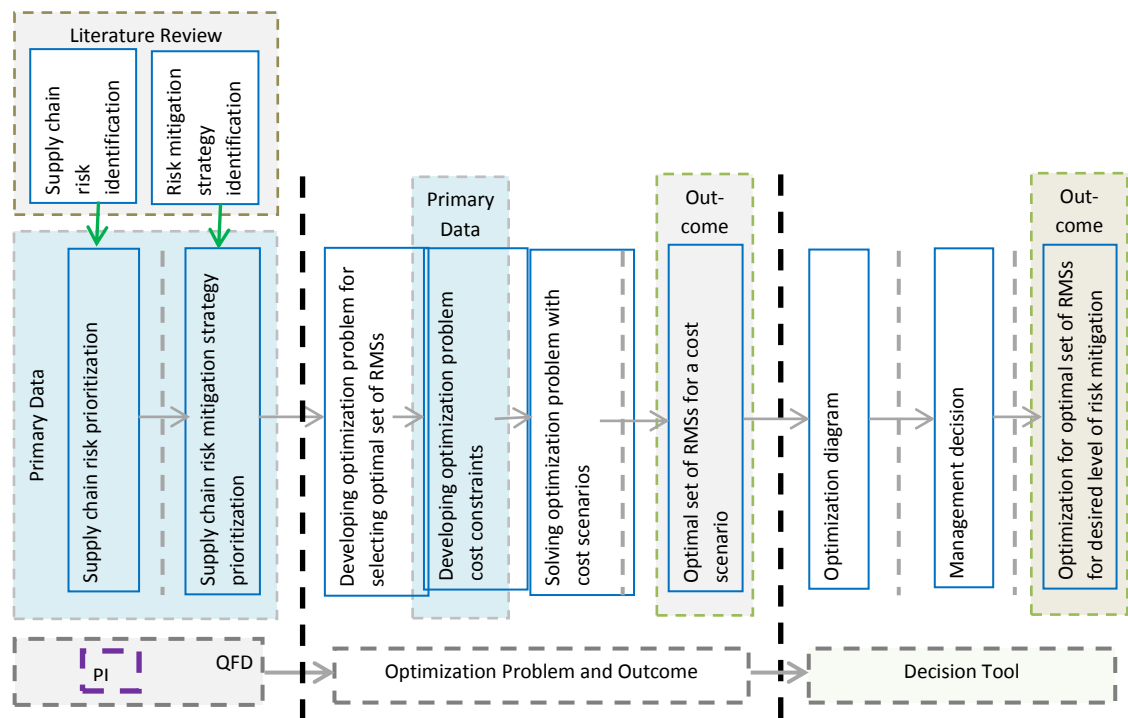 Literature Review
Supply chain
risk
identification
Risk mitigation
strategy
identification
Primary Data
Supply chain risk prioritization
Supply chain risk mitigation strategy
prioritization
Developing optimization problem for
selecting optimal set of RMSs
Primary
Data
Developing optimization problem
cost constraints
Solving optimization problem with
cost scenarios
Out-
come
Optimal set of RMSs for a cost
scenario
Optimization diagram
Management decision
Out-
come
Optimization for optimal set of RMSs
for desired level of risk mitigation
PI
QFD
Optimization Problem and Outcome
Decision Tool